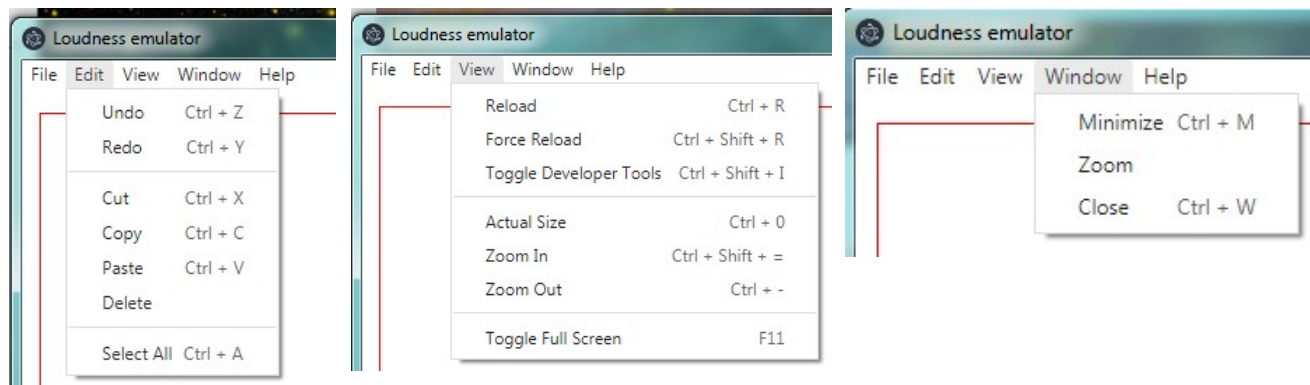 Loudness emulator
File Edit View Window Help
Undo Ctrl + Z
Redo Ctrl + Y
Cut Ctrl + X
Copy Ctrl + C
Paste Ctrl + V
Delete
Select All Ctrl + A
Loudness emulator
File Edit View Window Help
Reload Ctrl + R
Force Reload Ctrl + Shift + R
Toggle Developer Tools Ctrl + Shift + I
Actual Size Ctrl + 0
Zoom In Ctrl + Shift + =
Zoom Out Ctrl + -
Toggle Full Screen F11
Loudness emulator
File Edit View Window Help
Minimize Ctrl + M
Zoom
Close Ctrl + W